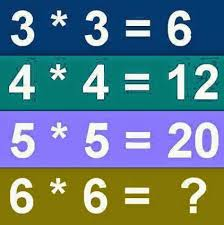 3 * 3 = 6
4 * 4 = 12
5 * 5 = 20
6 * 6 = ?